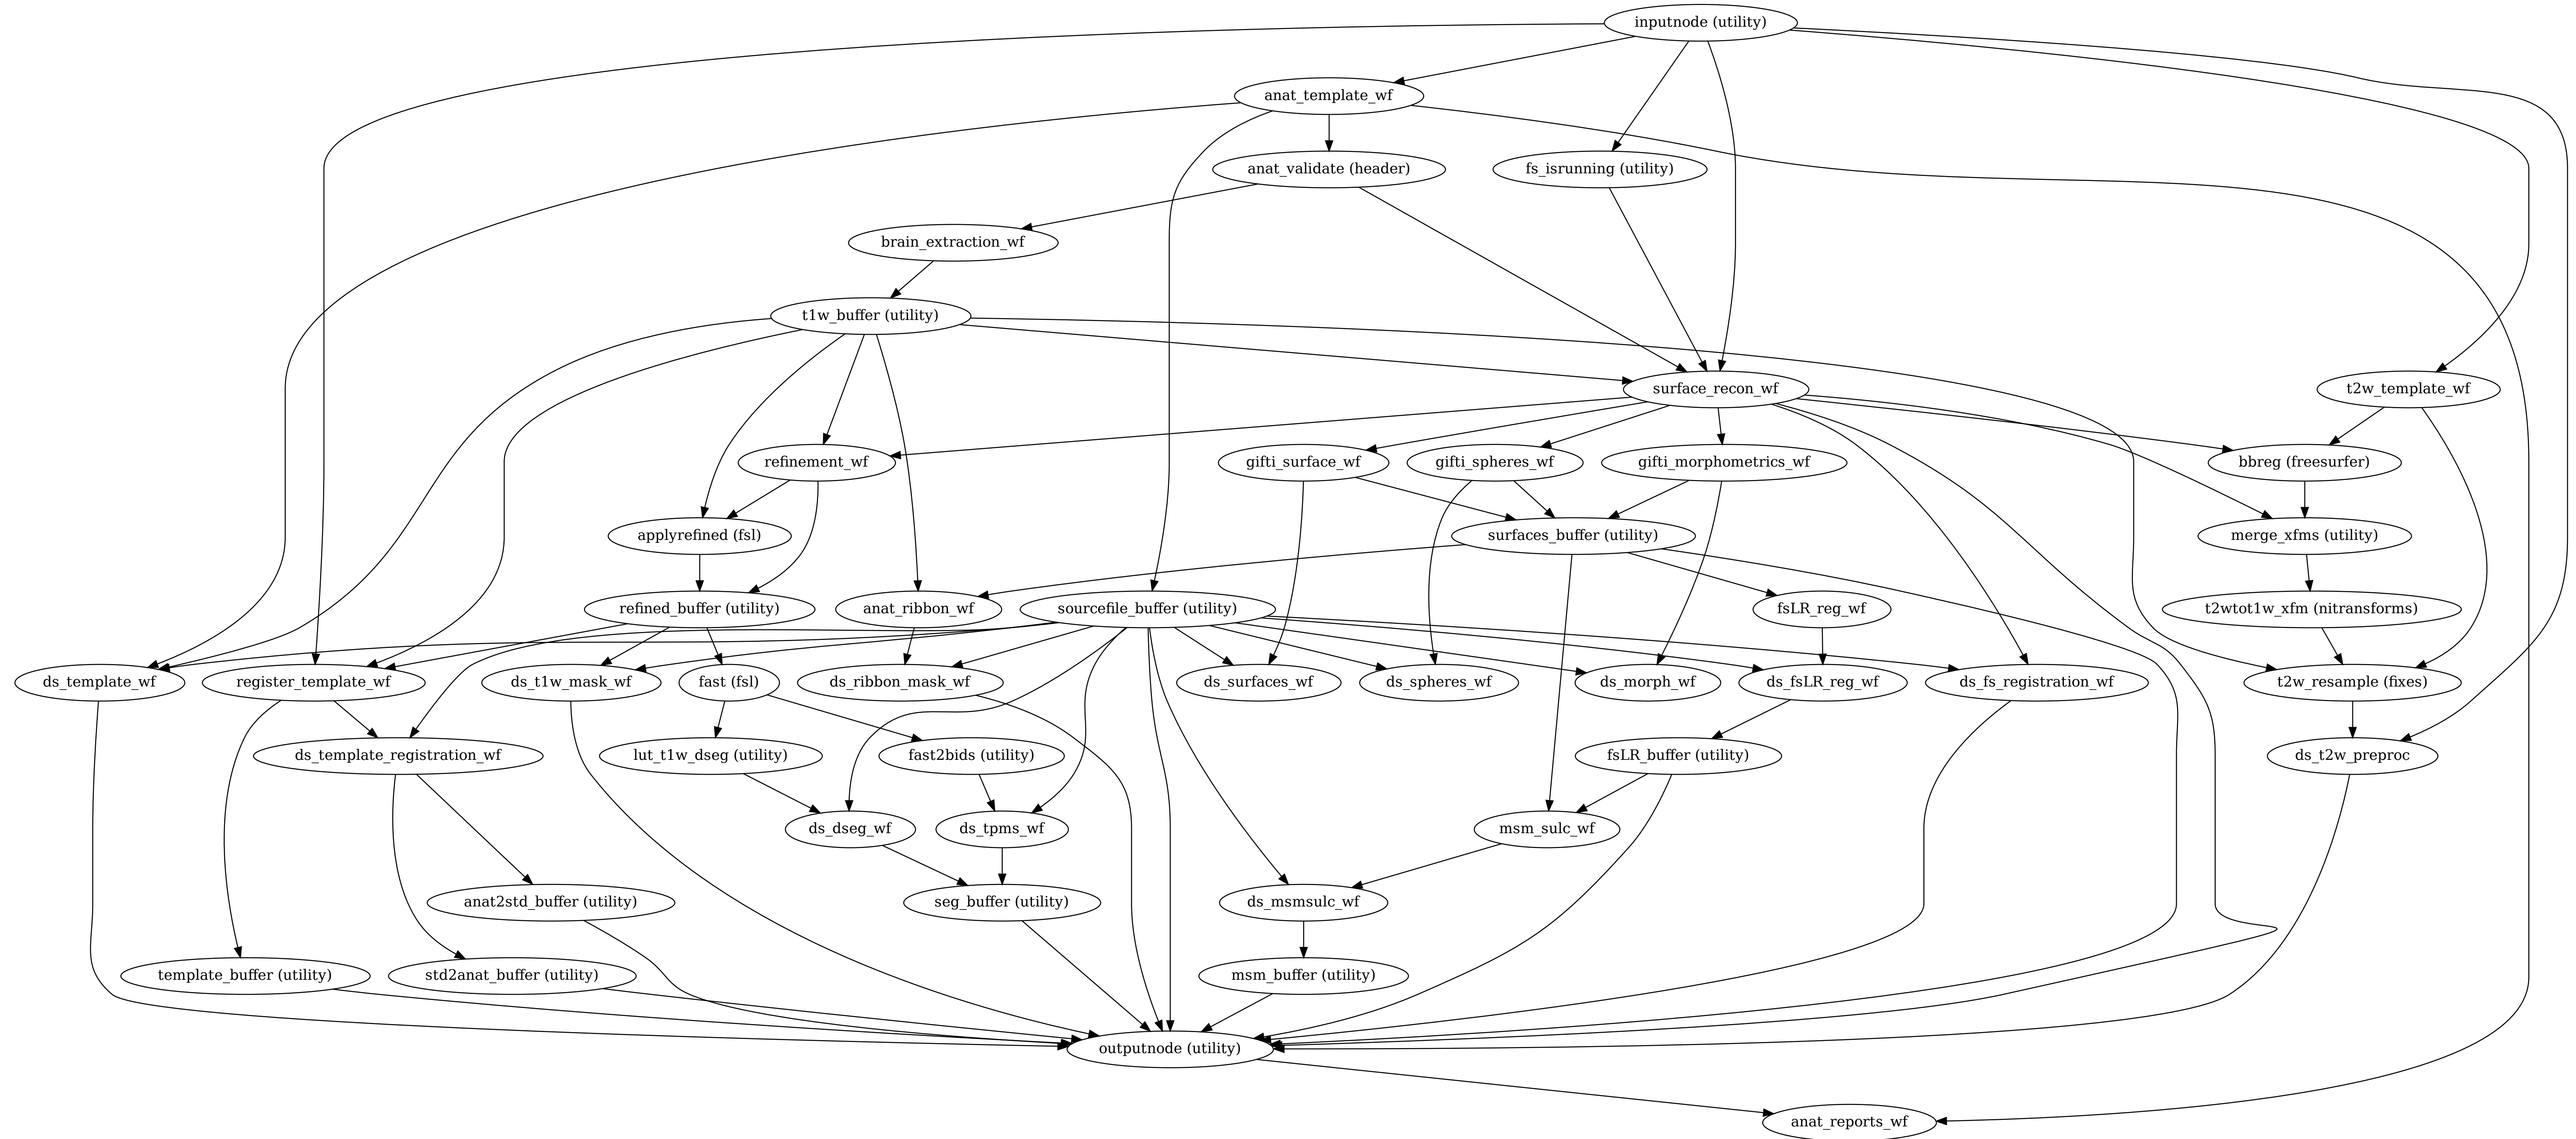 inputnode (utility)
anat_template_wf
anat_validate (header)
fs_isrunning (utility)
brain_extraction_wf
t1w_buffer (utility)
surface_recon_wf
t2w_template_wf
refinement_wf
gifti_surface_wf
gifti_spheres_wf
gifti_morphometrics_wf
bbreg (freesurfer)
applyrefined (fsl)
surfaces_buffer (utility)
merge_xfms (utility)
refined_buffer (utility)
anat_ribbon_wf
sourcefile_buffer (utility)
fsLR_reg_wf
t2wtot1w_xfm (nitransforms)
ds_template_wf
register_template_wf
ds_t1w_mask_wf
fast (fsl)
ds_ribbon_mask_wf
ds_surfaces_wf
ds_spheres_wf
ds_morph_wf
ds_fsLR_reg_wf
ds_fs_registration_wf
t2w_resample (fixes)
ds_template_registration_wf
lut_t1w_dseg (utility)
fast2bids (utility)
fsLR_buffer (utility)
ds_t2w_preproc
ds_dseg_wf
ds_tpms_wf
msm_sulc_wf
anat2std_buffer (utility)
seg_buffer (utility)
ds_msmsulc_wf
template_buffer (utility)
std2anat_buffer (utility)
msm_buffer (utility)
outputnode (utility)
anat_reports_wf